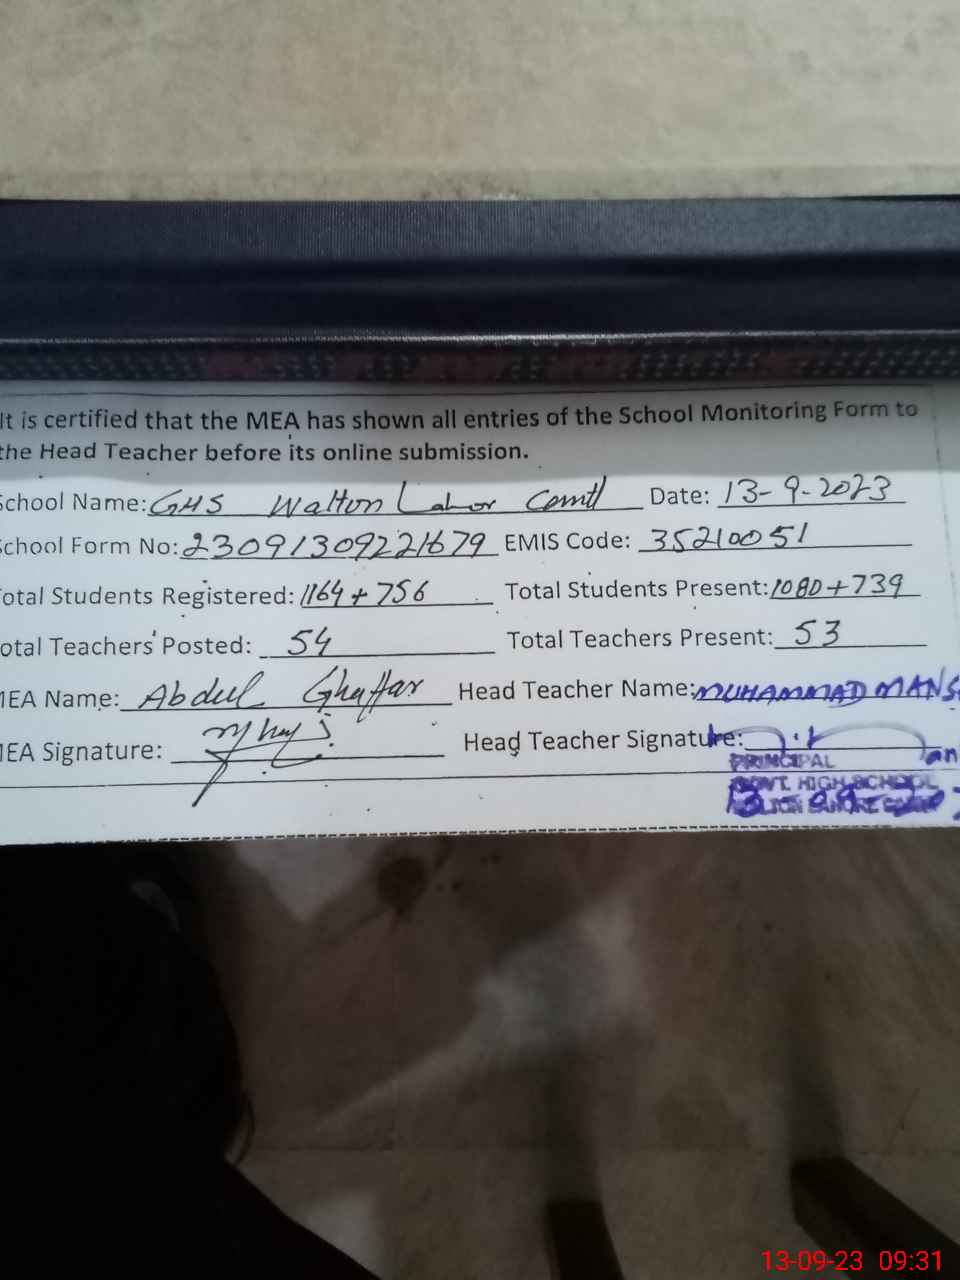 It is certified that the MEA has shown all entries of the School Monitoring Form to
the Head Teacher before its online submission.
School Name: GHS Walton Lahor Cantt Date: 13-9-2023
School Form No: 23091309221679 EMIS Code: 35210051
Total Students Registered: 1164+756 Total Students Present: 1080+739
Total Teachers Posted: 54 Total Teachers Present: 53
MEA Name: Abdul Ghaffar Head Teacher Name: MUHAMMAD MANS
MEA Signature: Head Teacher Signature:
PRINCIPAL
GOVT. HIGH SCHOOL
13-09-23 09:31